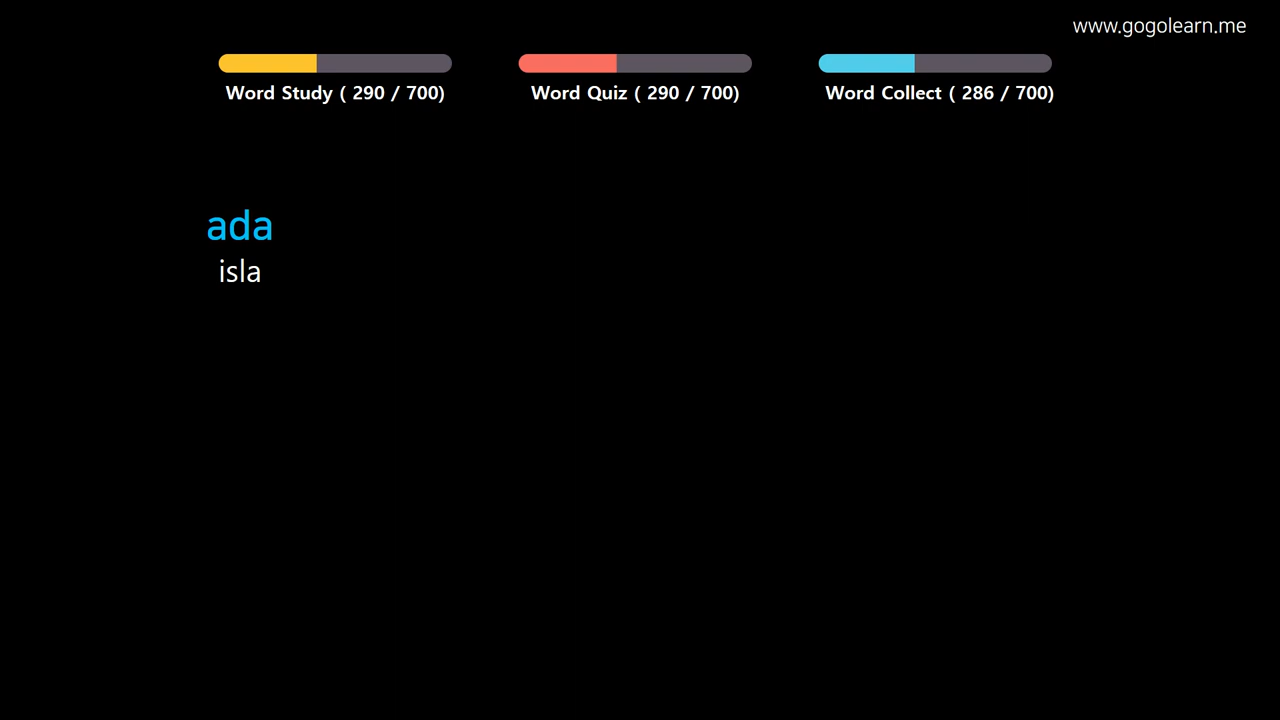 www.gogolearn.me
Word Study ( 290 / 700)
Word Quiz ( 290 / 700)
Word Collect ( 286 / 700)
ada
isla